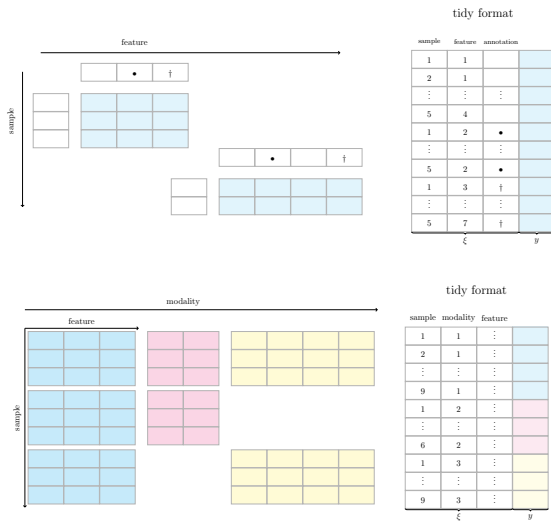 feature
sample
• †
• †
tidy format
sample feature annotation
1 1
2 1
⋮ ⋮ ⋮
5 4
1 2 •
⋮ ⋮ ⋮
5 2 •
1 3 †
⋮ ⋮ ⋮
5 7 †
ξ y
modality
feature
sample
tidy format
sample modality feature
1 1 ⋮
2 1 ⋮
⋮ ⋮ ⋮
9 1 ⋮
1 2 ⋮
⋮ ⋮ ⋮
6 2 ⋮
1 3 ⋮
⋮ ⋮ ⋮
9 3 ⋮
ξ y